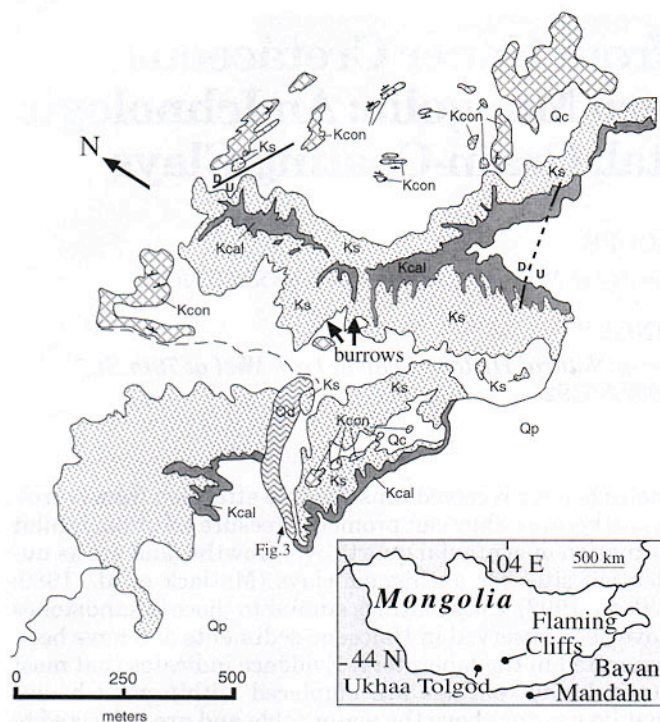 Kcon
Kcon
Qc
Ks
N
Kcon
Ks
D
U
Kcal
Ks
Kcal
D
U
Kcon
Ks
Ks
burrows
Ks
Ks
Ks
Qd
Kcon
Qc
Qp
Ks
Kcal
Kcal
Fig.3
Qp
0 250 500
meters
104 E
500 km
Mongolia
Flaming
Cliffs
44 N
Bayan
Ukhaa Tolgod
Mandahu